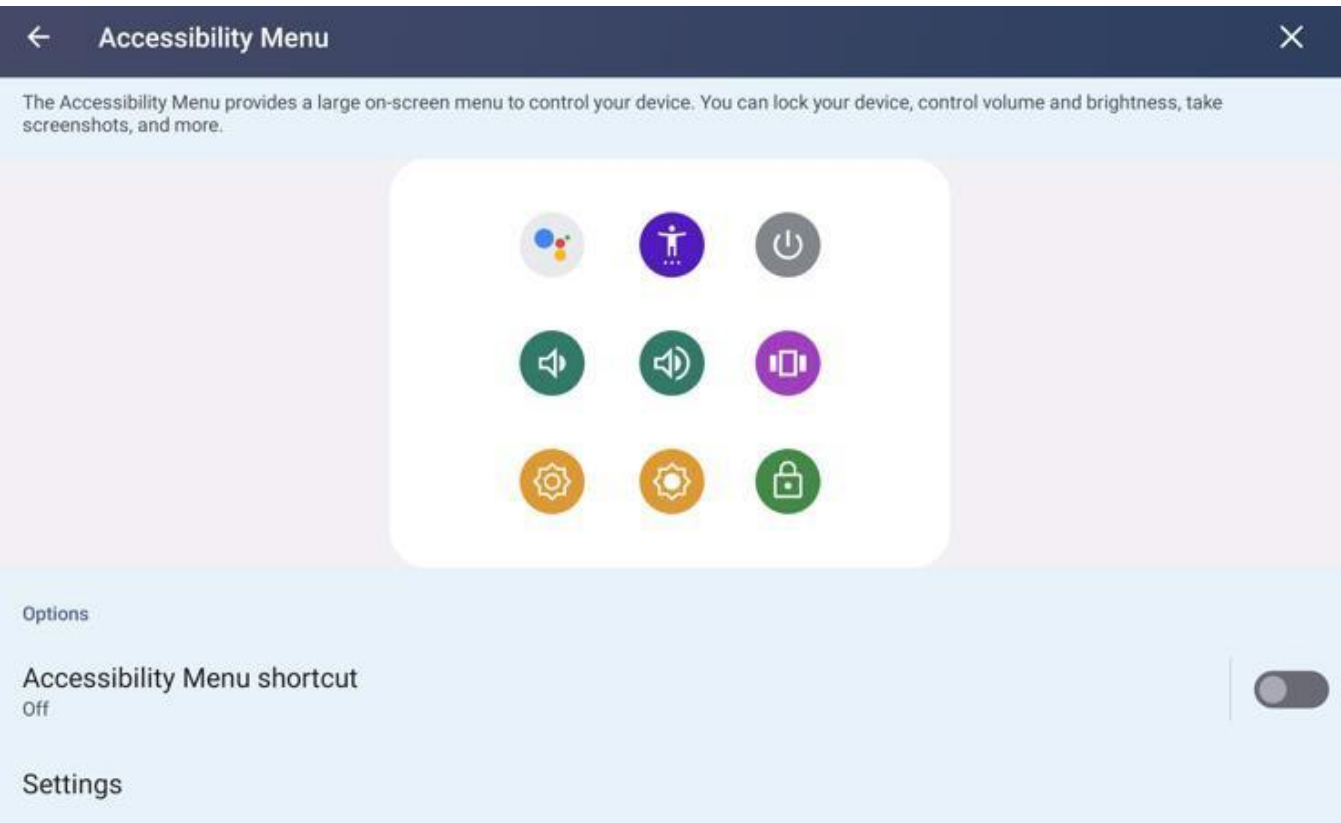 Accessibility Menu
The Accessibility Menu provides a large on-screen menu to control your device. You can lock your device, control volume and brightness, take
screenshots, and more.
Options
Accessibility Menu shortcut
Off
Settings